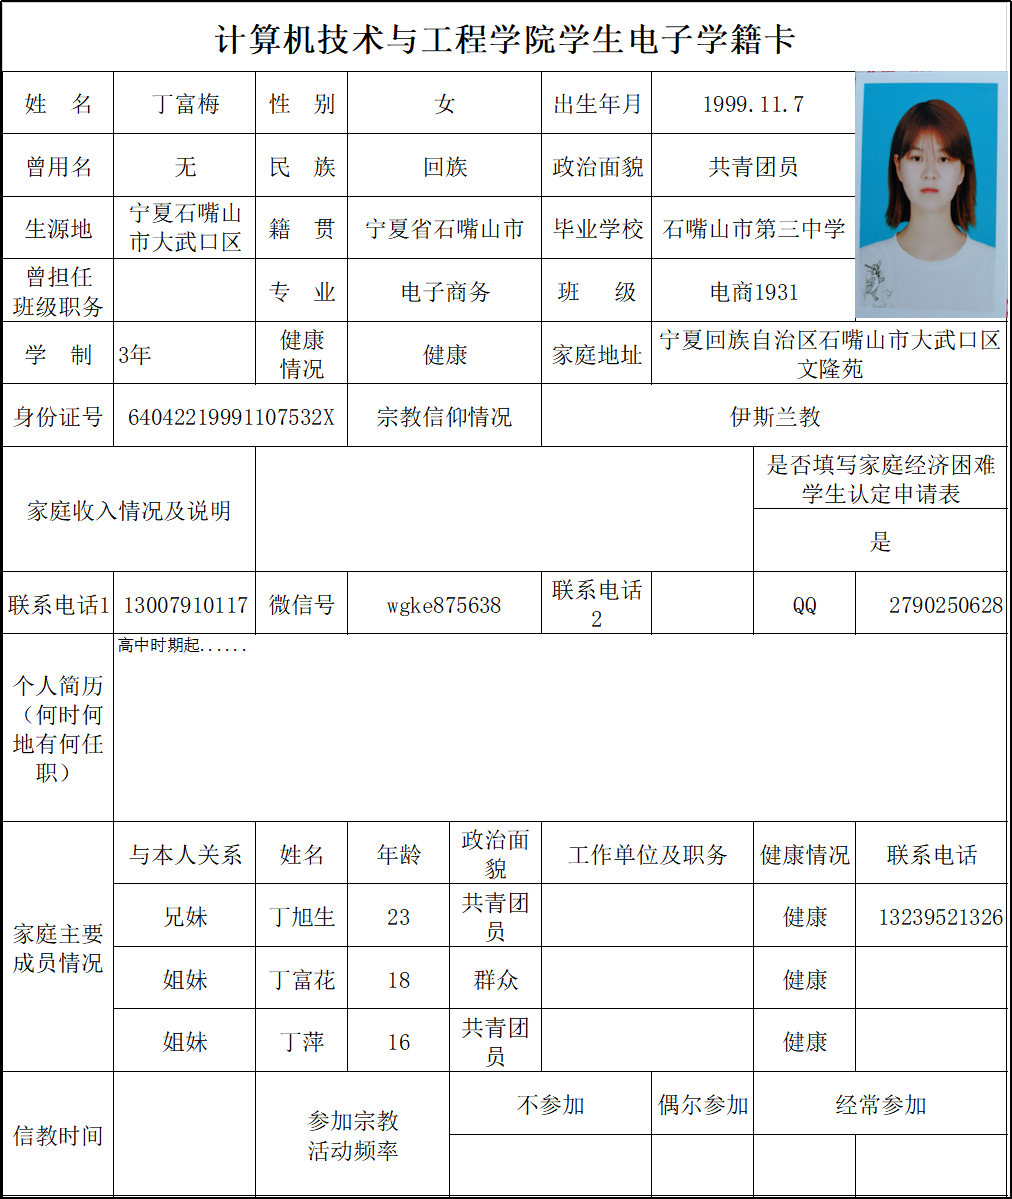 计算机技术与工程学院学生电子学籍卡
姓 名 丁富梅 性 别 女 出生年月 1999.11.7
曾用名 无 民 族 回族 政治面貌 共青团员
生源地 宁夏石嘴山
市大武口区 籍 贯 宁夏省石嘴山市 毕业学校 石嘴山市第三中学
曾担任
班级职务 专 业 电子商务 班 级 电商1931
学 制 3年 健康
情况 健康 家庭地址 宁夏回族自治区石嘴山市大武口区
文隆苑
身份证号 64042219991107532X 宗教信仰情况 伊斯兰教
家庭收入情况及说明 是否填写家庭经济困难
学生认定申请表
是
联系电话1 13007910117 微信号 wgke875638 联系电话
2 QQ 2790250628
个人简历
（何时何
地有何任
职） 高中时期起......
家庭主要
成员情况 与本人关系 姓名 年龄 政治面
貌 工作单位及职务 健康情况 联系电话
兄妹 丁旭生 23 共青团
员 健康 13239521326
姐妹 丁富花 18 群众 健康
姐妹 丁萍 16 共青团
员 健康
信教时间 参加宗教
活动频率 不参加 偶尔参加 经常参加